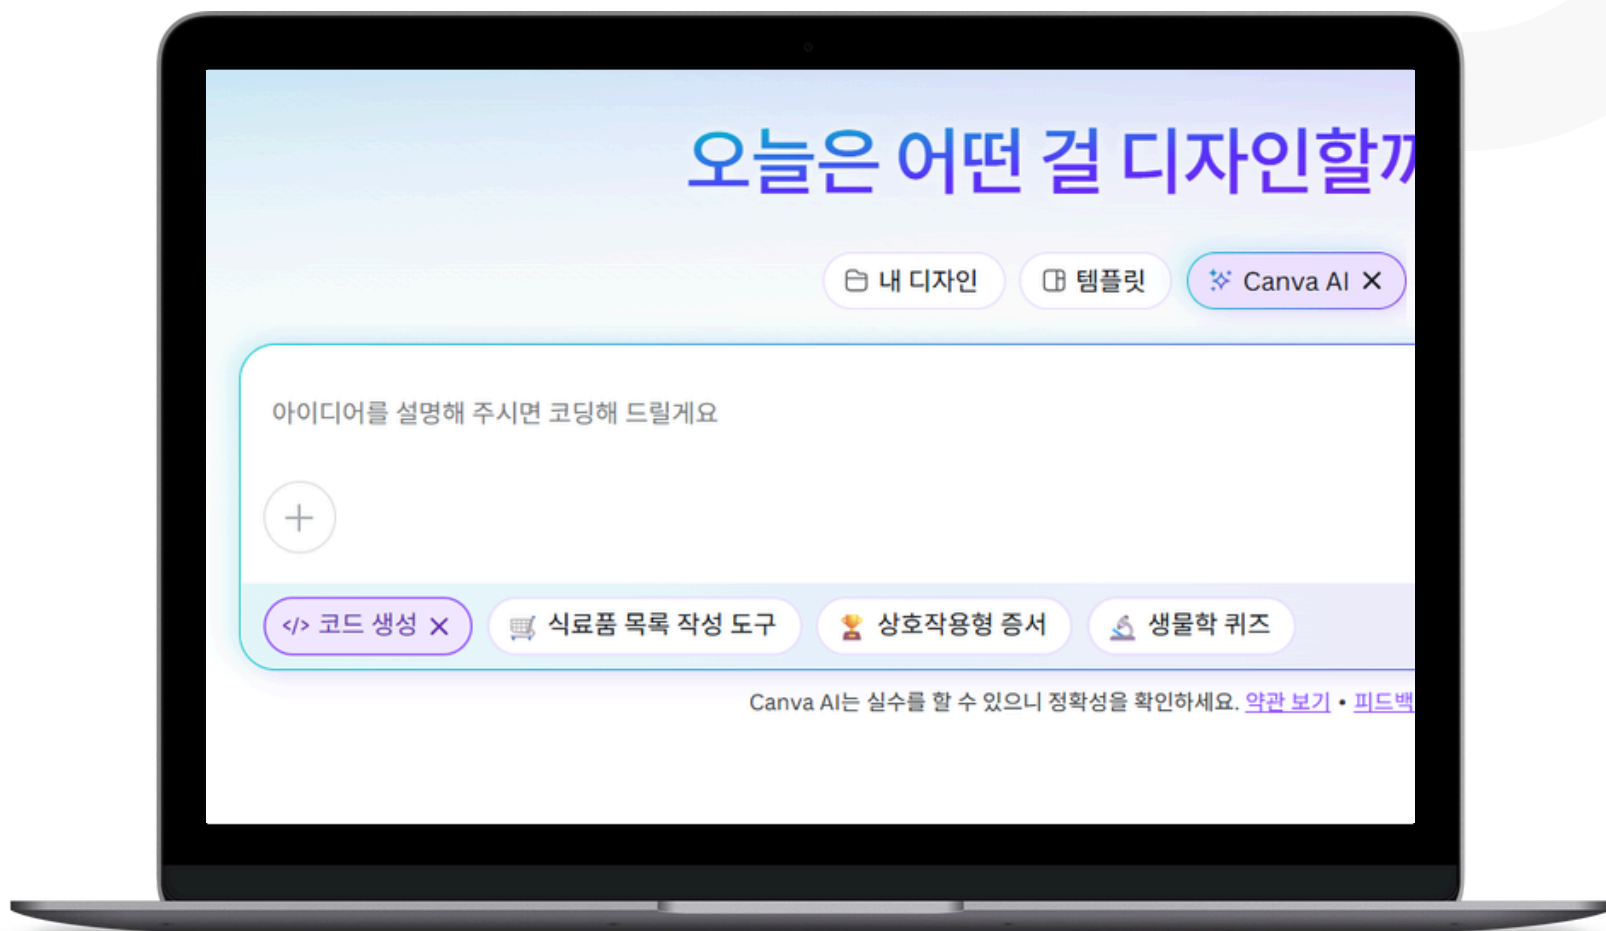 오늘은 어떤 걸 디자인할
내 디자인 템플릿 Canva AI
아이디어를 설명해 주시면 코딩해 드릴게요
</> 코드 생성 식료품 목록 작성 도구 상호작용형 증서 생물학 퀴즈
Canva AI는 실수를 할 수 있으니 정확성을 확인하세요. 약관 보기 • 피드백